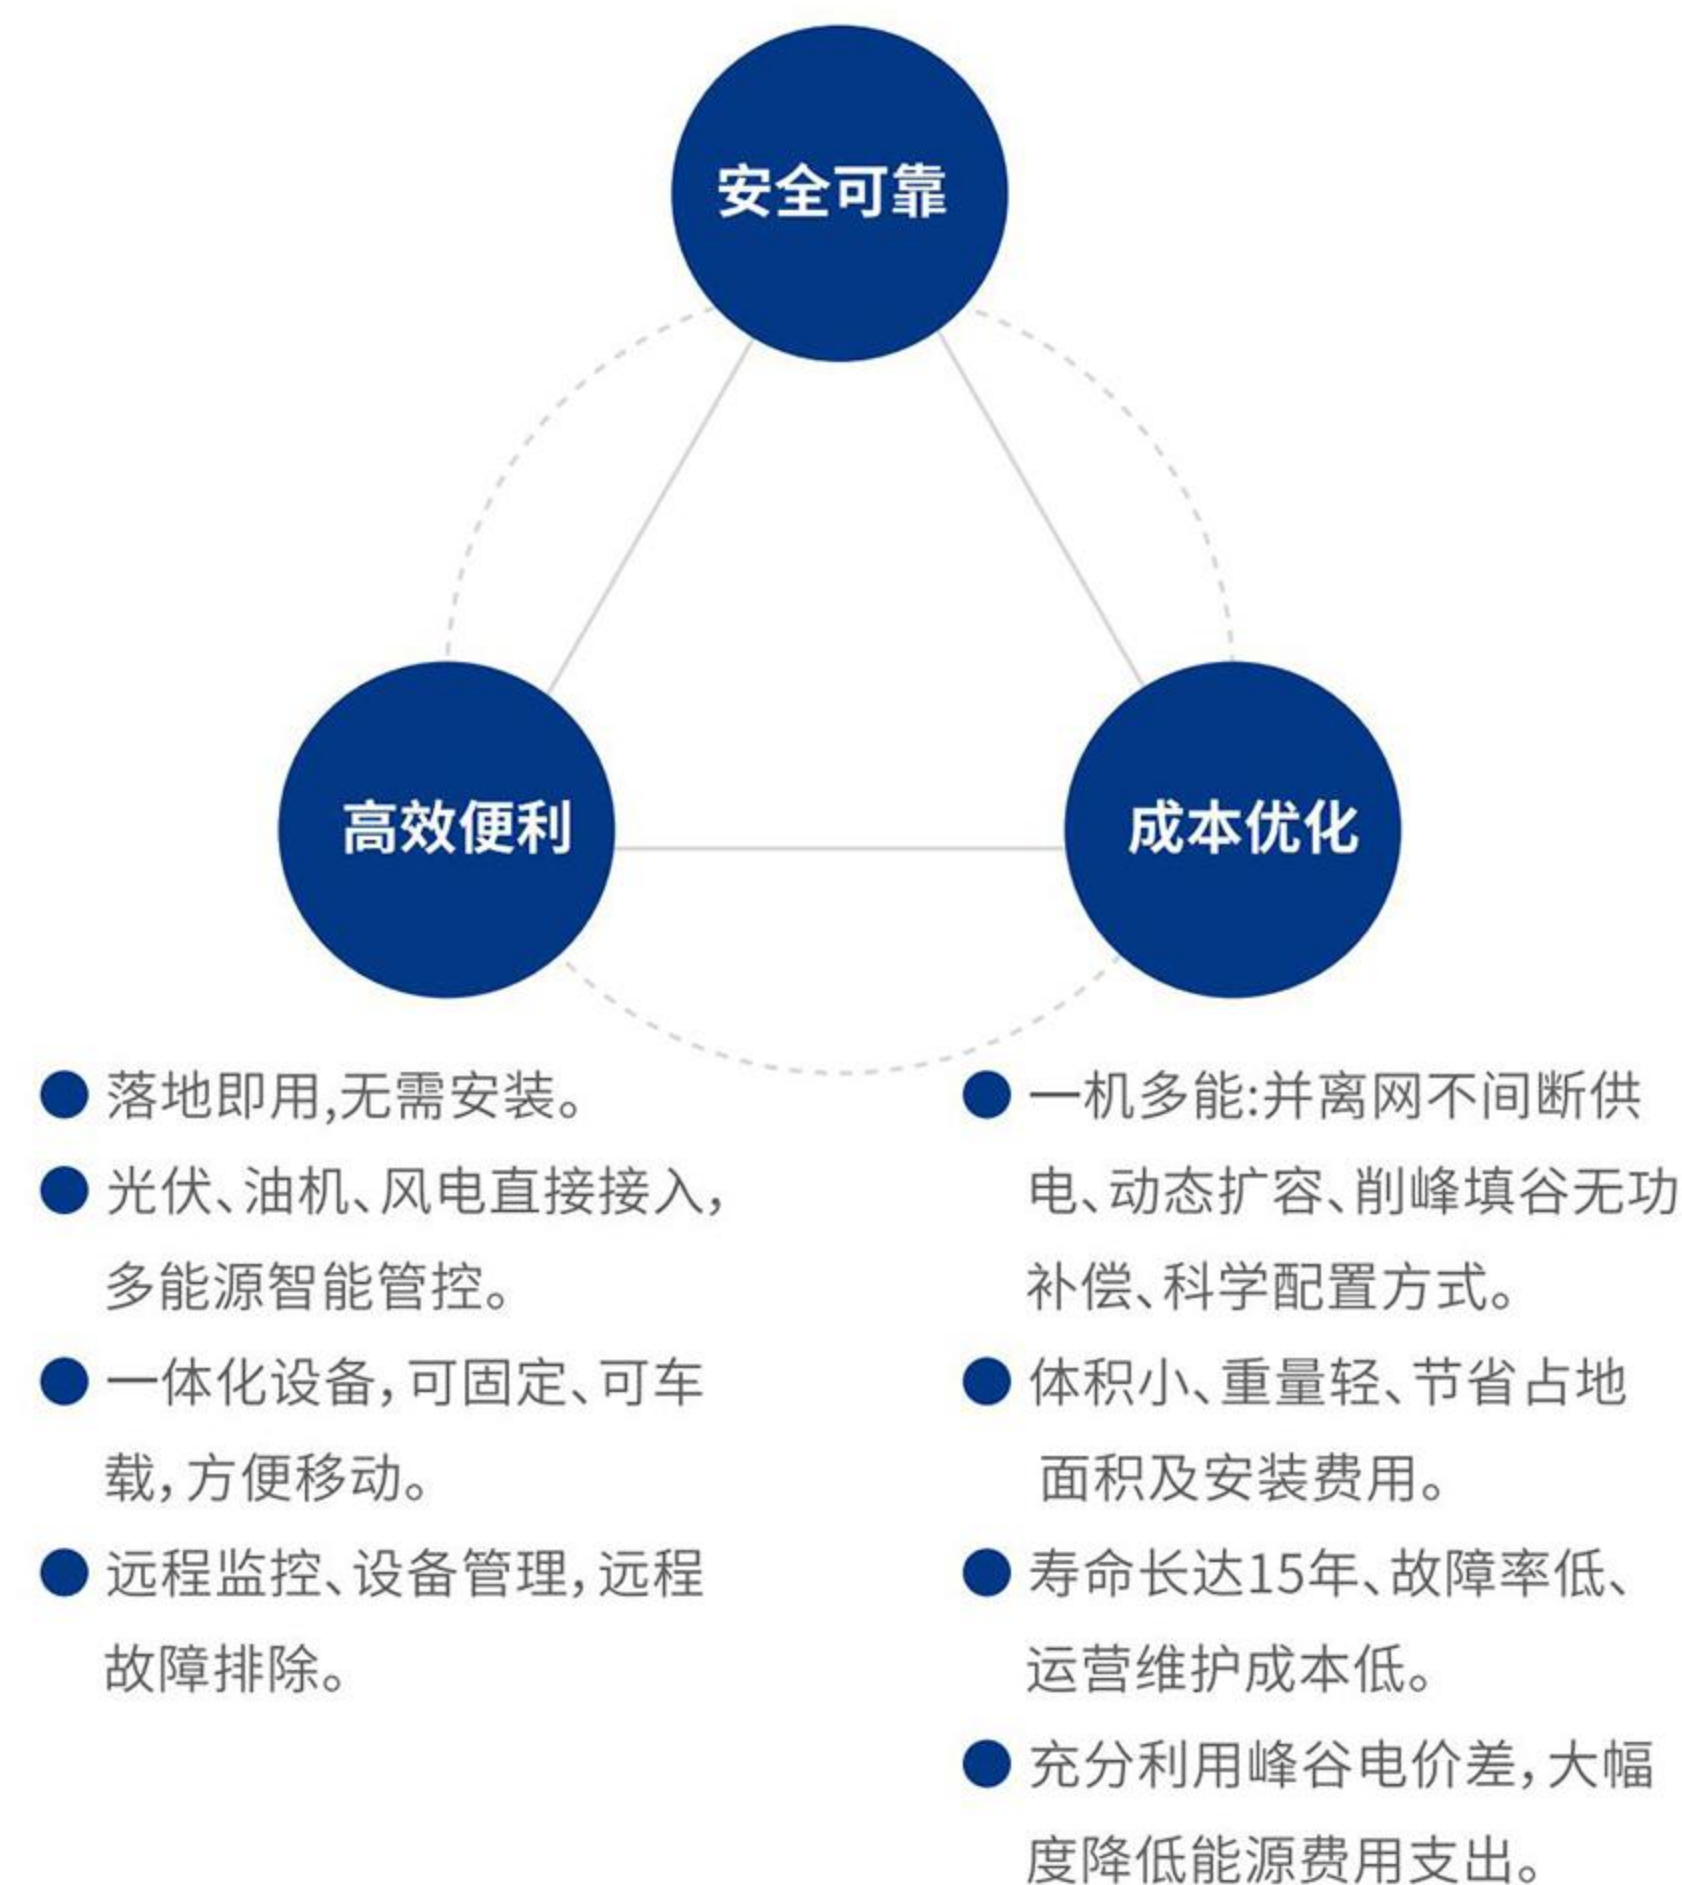 安全可靠
高效便利
成本优化
落地即用,无需安装。
光伏、油机、风电直接接入，
多能源智能管控。
一体化设备，可固定、可车
载，方便移动。
远程监控、设备管理，远程
故障排除。
一机多能:并离网不间断供
电、动态扩容、削峰填谷无功
补偿、科学配置方式。
体积小、重量轻、节省占地
面积及安装费用。
寿命长达15年、故障率低、
运营维护成本低。
充分利用峰谷电价差，大幅
度降低能源费用支出。